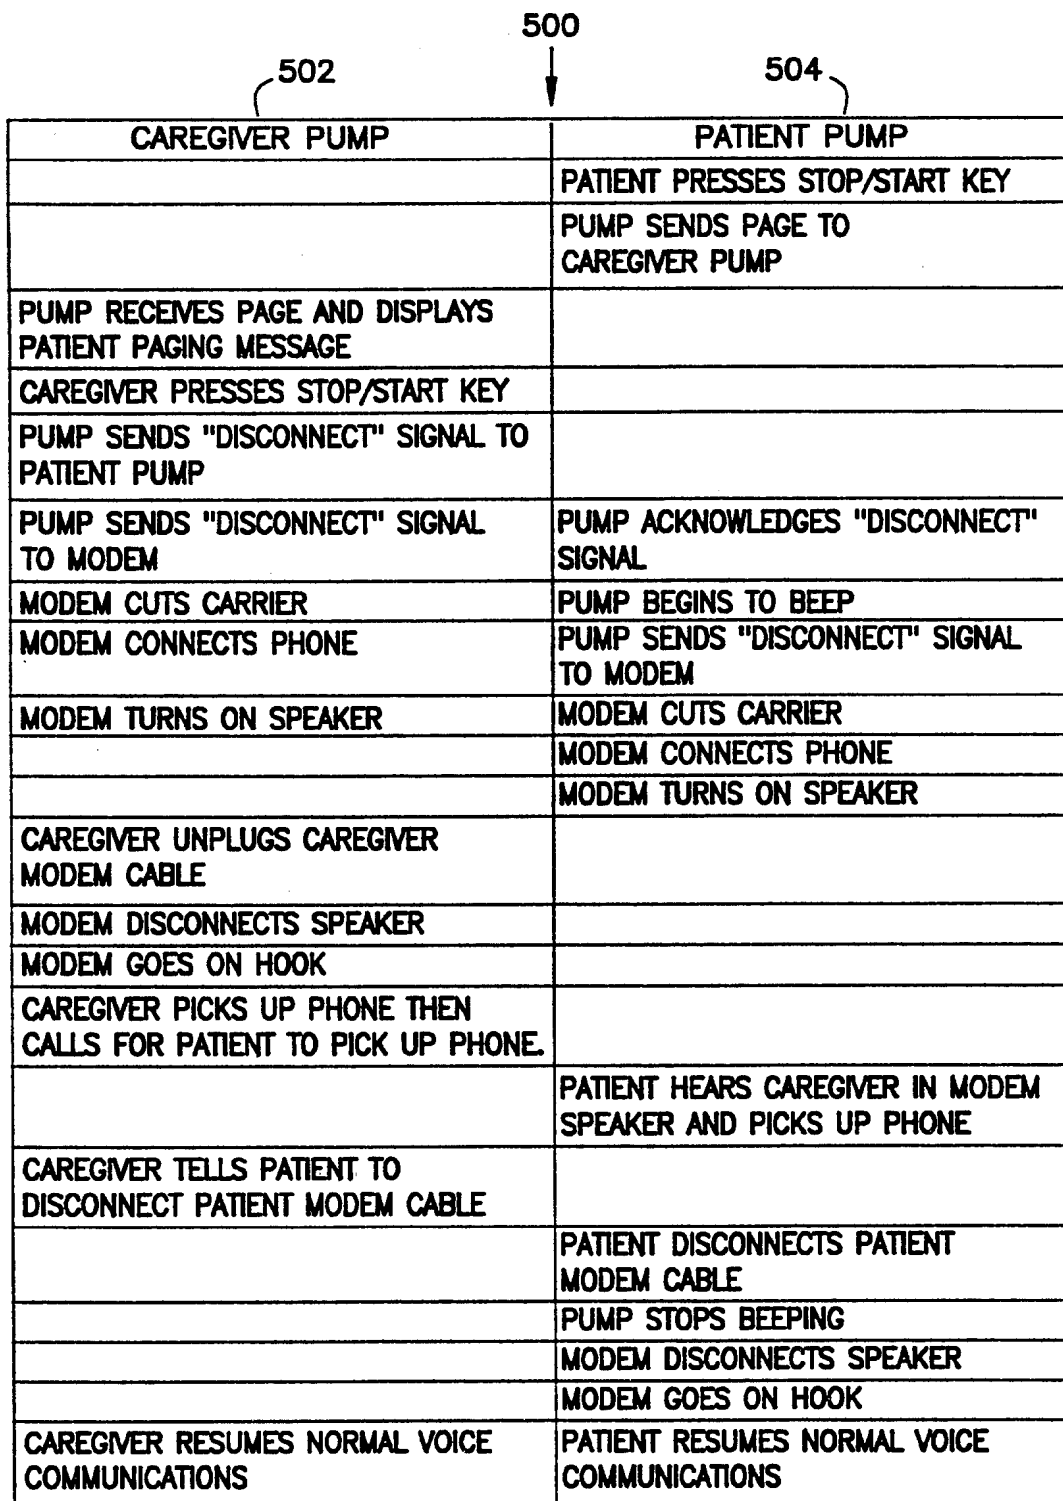 500
502
504
CAREGIVER PUMP
PATIENT PUMP
PATIENT PRESSES STOP/START KEY
PUMP SENDS PAGE TO
CAREGIVER PUMP
PUMP RECEIVES PAGE AND DISPLAYS
PATIENT PAGING MESSAGE
CAREGIVER PRESSES STOP/START KEY
PUMP SENDS "DISCONNECT" SIGNAL TO
PATIENT PUMP
PUMP SENDS "DISCONNECT" SIGNAL
TO MODEM
PUMP ACKNOWLEDGES "DISCONNECT"
SIGNAL
MODEM CUTS CARRIER
PUMP BEGINS TO BEEP
MODEM CONNECTS PHONE
PUMP SENDS "DISCONNECT" SIGNAL
TO MODEM
MODEM TURNS ON SPEAKER
MODEM CUTS CARRIER
MODEM CONNECTS PHONE
MODEM TURNS ON SPEAKER
CAREGIVER UNPLUGS CAREGIVER
MODEM CABLE
MODEM DISCONNECTS SPEAKER
MODEM GOES ON HOOK
CAREGIVER PICKS UP PHONE THEN
CALLS FOR PATIENT TO PICK UP PHONE.
PATIENT HEARS CAREGIVER IN MODEM
SPEAKER AND PICKS UP PHONE
CAREGIVER TELLS PATIENT TO
DISCONNECT PATIENT MODEM CABLE
PATIENT DISCONNECTS PATIENT
MODEM CABLE
PUMP STOPS BEEPING
MODEM DISCONNECTS SPEAKER
MODEM GOES ON HOOK
CAREGIVER RESUMES NORMAL VOICE
COMMUNICATIONS
PATIENT RESUMES NORMAL VOICE
COMMUNICATIONS